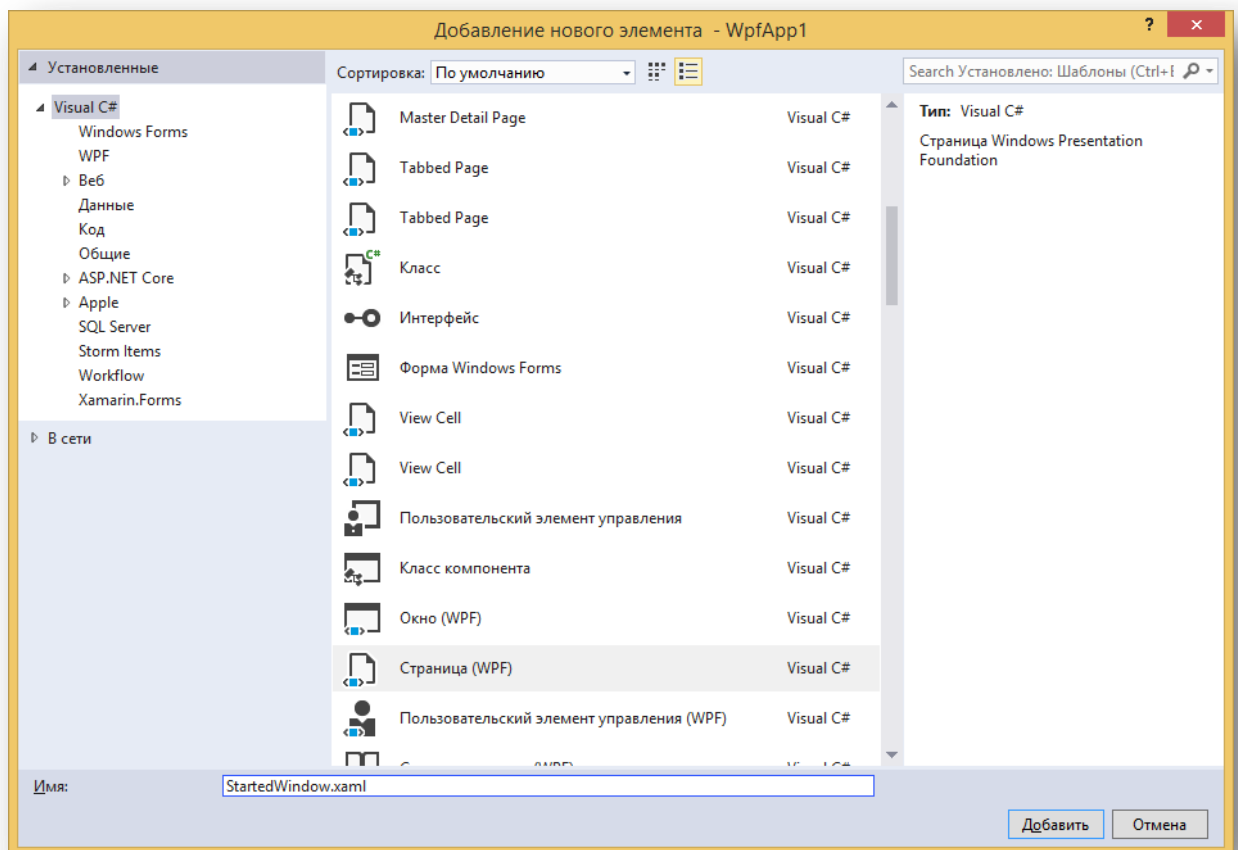 Добавление нового элемента - WpfApp1
?
Установленные
Visual C#
Windows Forms
WPF
Веб
Данные
Код
Общие
ASP.NET Core
Apple
SQL Server
Storm Items
Workflow
Xamarin.Forms
В сети
Сортировка: По умолчанию
Master Detail Page Visual C#
Tabbed Page Visual C#
Tabbed Page Visual C#
C#
Класс Visual C#
Интерфейс Visual C#
Форма Windows Forms Visual C#
View Cell Visual C#
View Cell Visual C#
Пользовательский элемент управления Visual C#
Класс компонента Visual C#
Окно (WPF) Visual C#
Страница (WPF) Visual C#
Пользовательский элемент управления (WPF) Visual C#
Search Установлено: Шаблоны (Ctrl+E
Тип: Visual C#
Страница Windows Presentation
Foundation
Имя: StartedWindow.xaml
Добавить Отмена